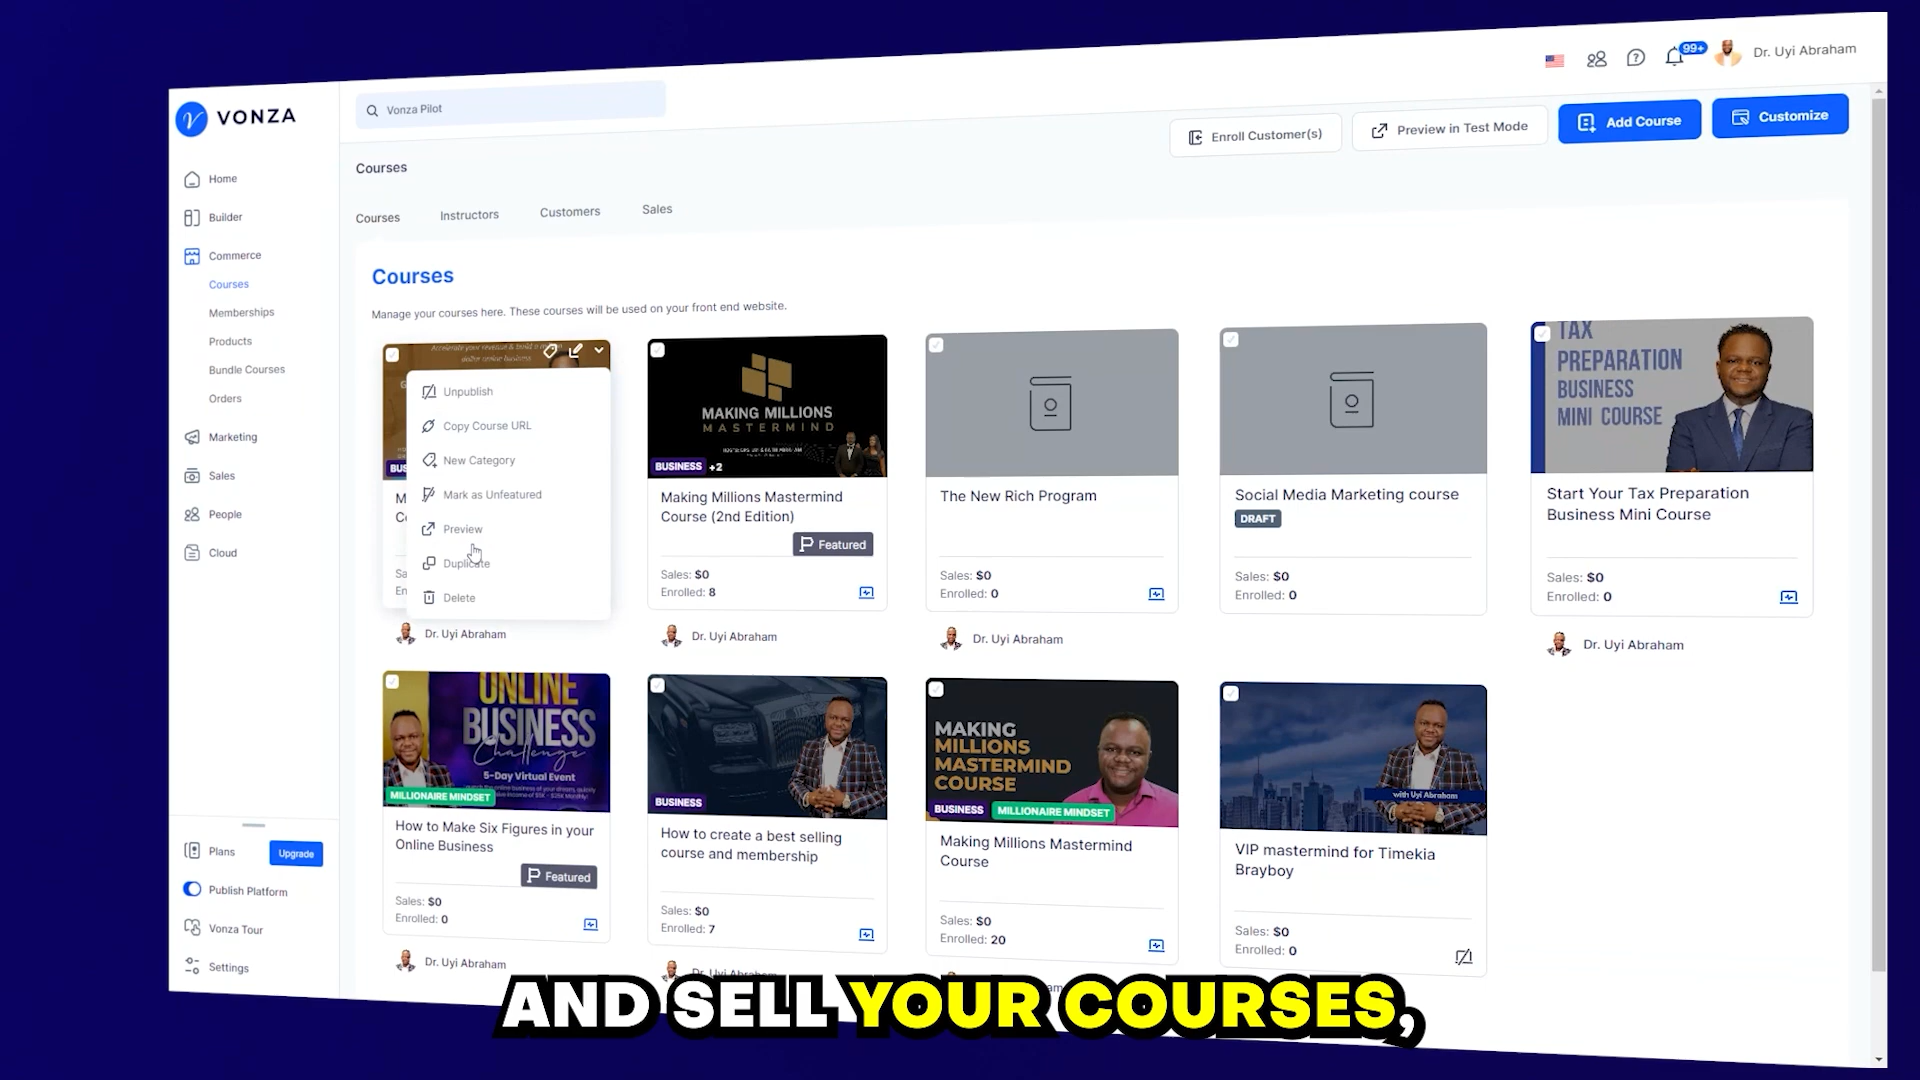 99+
Dr. Uyi Abraham
VONZA
Vonza Pilot
Enroll Customer(s)
Preview in Test Mode
Add Course
Customize
Courses
Home
Builder
Commerce
Courses
Memberships
Products
Bundle Courses
Orders
Marketing
Sales
People
Cloud
Plans
Upgrade
Publish Platform
Vonza Tour
Settings
Courses
Instructors
Customers
Sales
Courses
Manage your courses here. These courses will be used on your front end website.
Unpublish
Copy Course URL
New Category
Mark as Unfeatured
Preview
Duplicate
Delete
Dr. Uyi Abraham
MAKING MILLIONS
MASTERMIND
BUSINESS +2
Making Millions Mastermind
Course (2nd Edition)
Featured
Sales: $0
Enrolled: 8
Dr. Uyi Abraham
The New Rich Program
Sales: $0
Enrolled: 0
Dr. Uyi Abraham
Social Media Marketing course
DRAFT
Sales: $0
Enrolled: 0
TAX
PREPARATION
BUSINESS
MINI COURSE
Start Your Tax Preparation
Business Mini Course
Sales: $0
Enrolled: 0
Dr. Uyi Abraham
ONLINE
BUSINESS
Challenge
5-Day Virtual Event
MILLIONAIRE MINDSET
How to Make Six Figures in your
Online Business
Featured
Sales: $0
Enrolled: 0
Dr. Uyi Abraham
BUSINESS
How to create a best selling
course and membership
Sales: $0
Enrolled: 7
MAKING
MILLIONS
MASTERMIND
COURSE
BUSINESS
MILLIONAIRE MINDSET
Making Millions Mastermind
Course
Sales: $0
Enrolled: 20
with Uyi Abraham
VIP mastermind for Timekia
Brayboy
Sales: $0
Enrolled: 0
AND SELL YOUR COURSES,